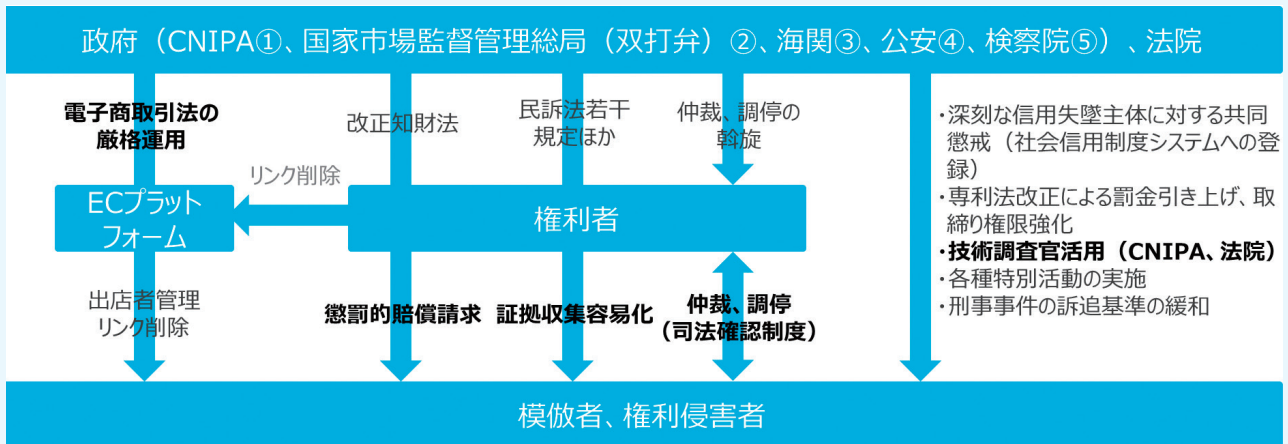 政府（CNIPA①、国家市場監督管理総局（双打弁）②、海関③、公安④、検察院⑤）、法院
電子商取引法の
厳格運用
改正知財法
民訴法若干
規定ほか
仲裁、調停の
斡旋
・深刻な信用失墜主体に対する共同
懲戒（社会信用制度システムへの登
録）
・専利法改正による罰金引き上げ、取
締り権限強化
・技術調査官活用（CNIPA、法院）
・各種特別活動の実施
・刑事事件の訴追基準の緩和
リンク削除
ECプラット
フォーム
権利者
出店者管理
リンク削除
懲罰的賠償請求
証拠収集容易化
仲裁、調停
（司法確認制度）
模倣者、権利侵害者